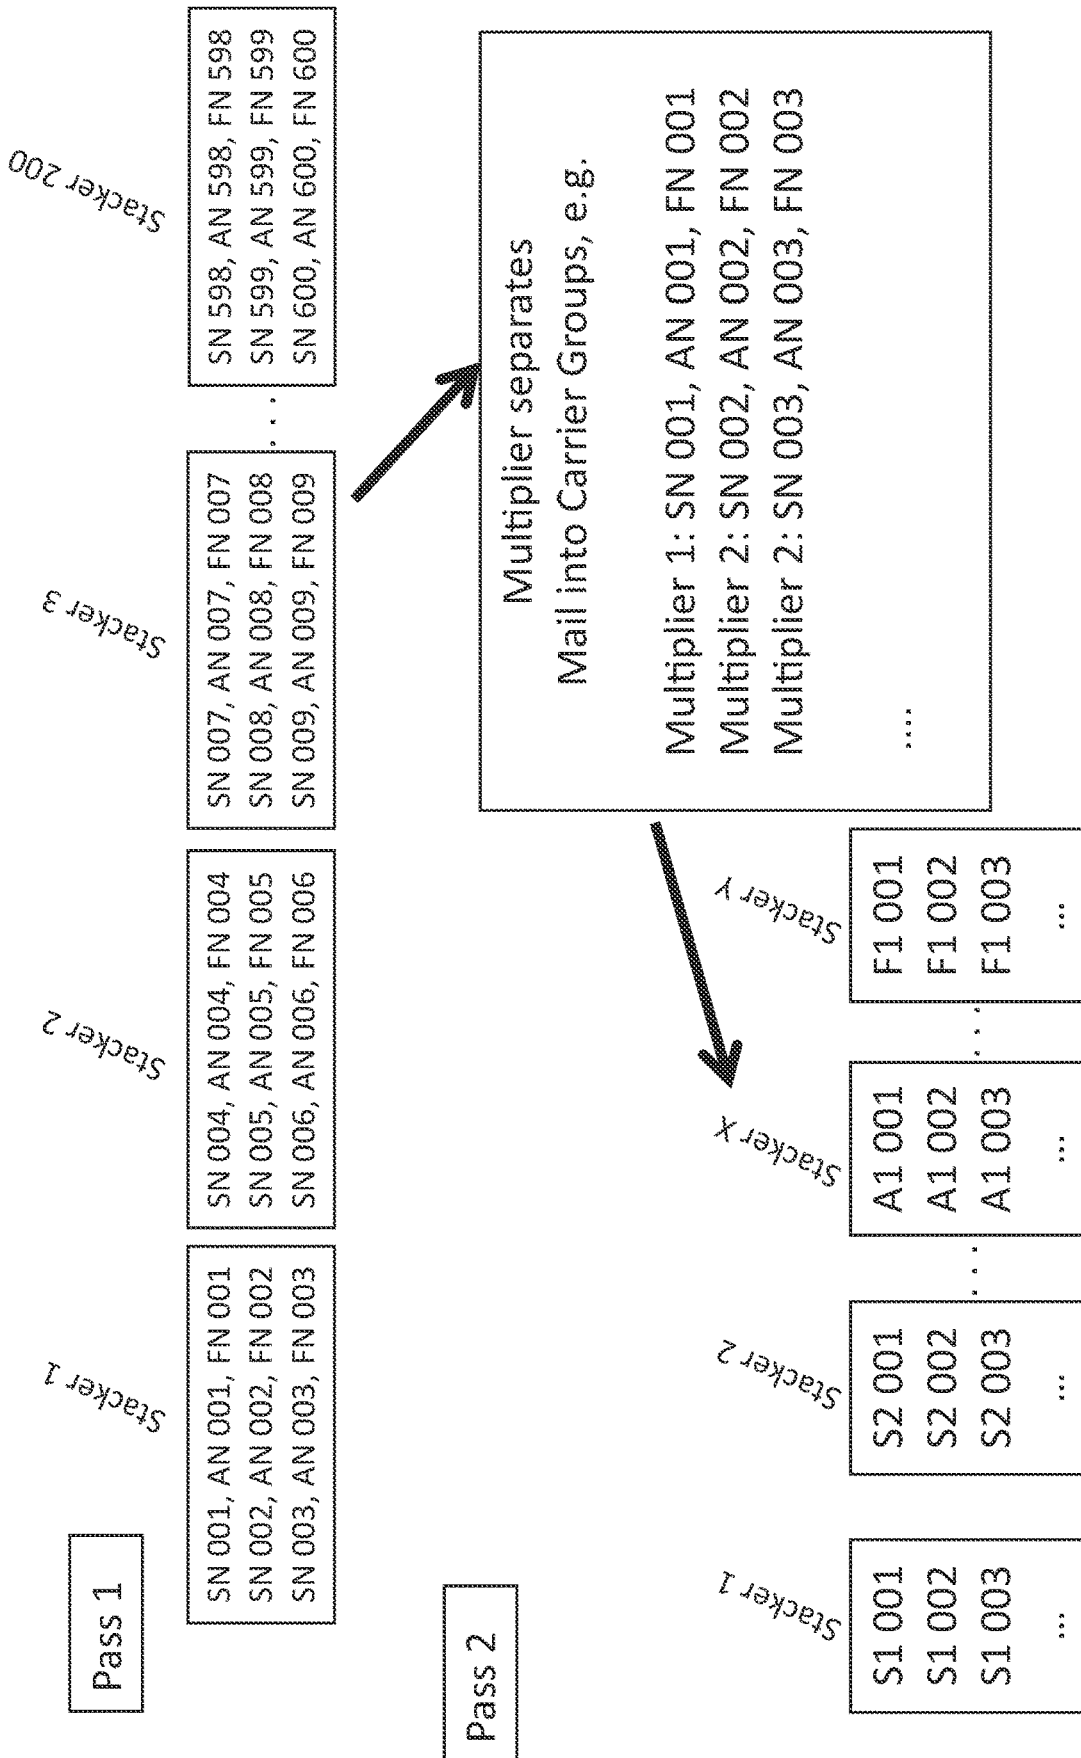 Pass 1
Stacker 1
SN 001, AN 001, FN 001
SN 002, AN 002, FN 002
SN 003, AN 003, FN 003
Stacker 2
SN 004, AN 004, FN 004
SN 005, AN 005, FN 005
SN 006, AN 006, FN 006
Stacker 3
SN 007, AN 007, FN 007
SN 008, AN 008, FN 008
SN 009, AN 009, FN 009
. . .
Stacker 200
SN 598, AN 598, FN 598
SN 599, AN 599, FN 599
SN 600, AN 600, FN 600
Multiplier separates
Mail into Carrier Groups, e.g.
Multiplier 1: SN 001, AN 001, FN 001
Multiplier 2: SN 002, AN 002, FN 002
Multiplier 2: SN 003, AN 003, FN 003
....
Pass 2
Stacker 1
S1 001
S1 002
S1 003
...
Stacker 2
S2 001
S2 002
S2 003
...
. . .
Stacker X
A1 001
A1 002
A1 003
...
. . .
Stacker Y
F1 001
F1 002
F1 003
...